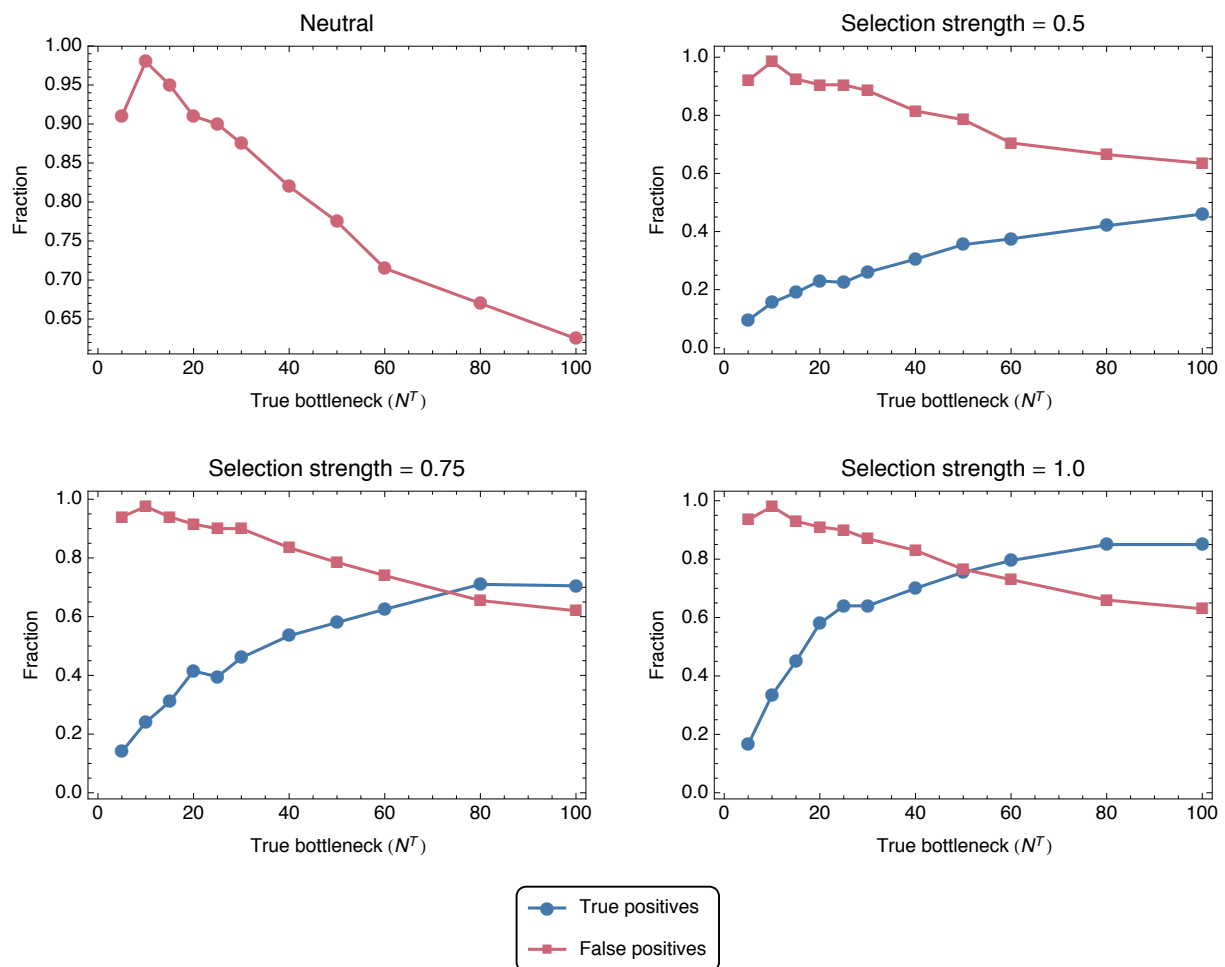 Neutral
1.00
0.95
0.90
0.85
0.80
0.75
0.70
0.65
Fraction
0 20 40 60 80 100
True bottleneck (N^T)
Selection strength = 0.5
1.0
0.8
0.6
0.4
0.2
0.0
Fraction
0 20 40 60 80 100
True bottleneck (N^T)
Selection strength = 0.75
1.0
0.8
0.6
0.4
0.2
0.0
Fraction
0 20 40 60 80 100
True bottleneck (N^T)
Selection strength = 1.0
1.0
0.8
0.6
0.4
0.2
0.0
Fraction
0 20 40 60 80 100
True bottleneck (N^T)
True positives
False positives